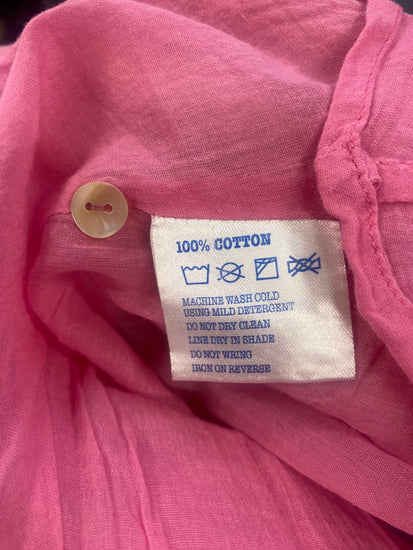 100% COTTON
MACHINE WASH COLD
USING MILD DETERGENT
DO NOT DRY CLEAN
LINE DRY IN SHADE
DO NOT WRING
IRON ON REVERSE